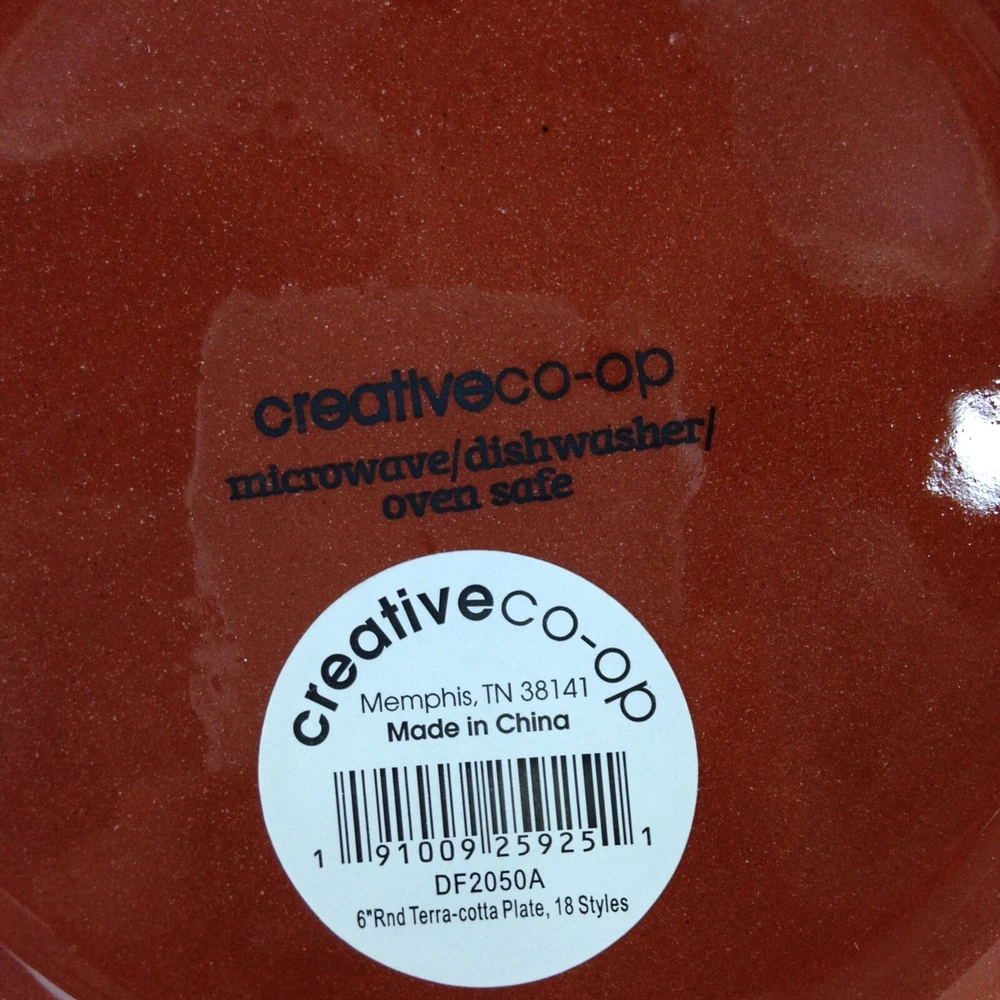 creativeco-op
microwave/dishwasher/
oven safe
creativeco-op
Memphis, TN 38141
Made in China
1 91009 25925 1
DF2050A
6"Rnd Terra-cotta Plate, 18 Styles